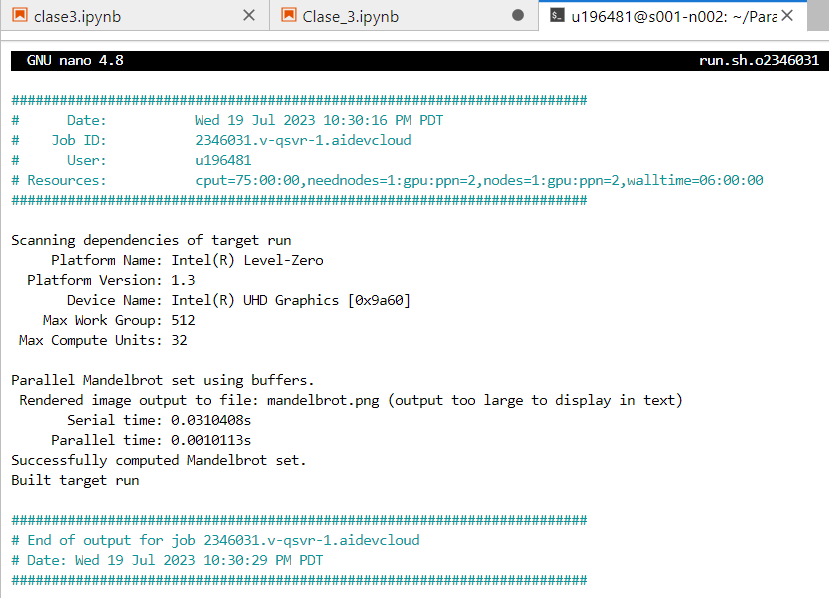 clase3.ipynb
Clase_3.ipynb
u196481@s001-n002: ~/Para
GNU nano 4.8 run.sh.o2346031
########################################################################
#      Date:           Wed 19 Jul 2023 10:30:16 PM PDT
#    Job ID:           2346031.v-qsvr-1.aidevcloud
#      User:           u196481
# Resources:           cput=75:00:00,neednodes=1:gpu:ppn=2,nodes=1:gpu:ppn=2,walltime=06:00:00
########################################################################
Scanning dependencies of target run
     Platform Name: Intel(R) Level-Zero
  Platform Version: 1.3
       Device Name: Intel(R) UHD Graphics [0x9a60]
    Max Work Group: 512
 Max Compute Units: 32
Parallel Mandelbrot set using buffers.
 Rendered image output to file: mandelbrot.png (output too large to display in text)
       Serial time: 0.0310408s
     Parallel time: 0.0010113s
Successfully computed Mandelbrot set.
Built target run
########################################################################
# End of output for job 2346031.v-qsvr-1.aidevcloud
# Date: Wed 19 Jul 2023 10:30:29 PM PDT
########################################################################